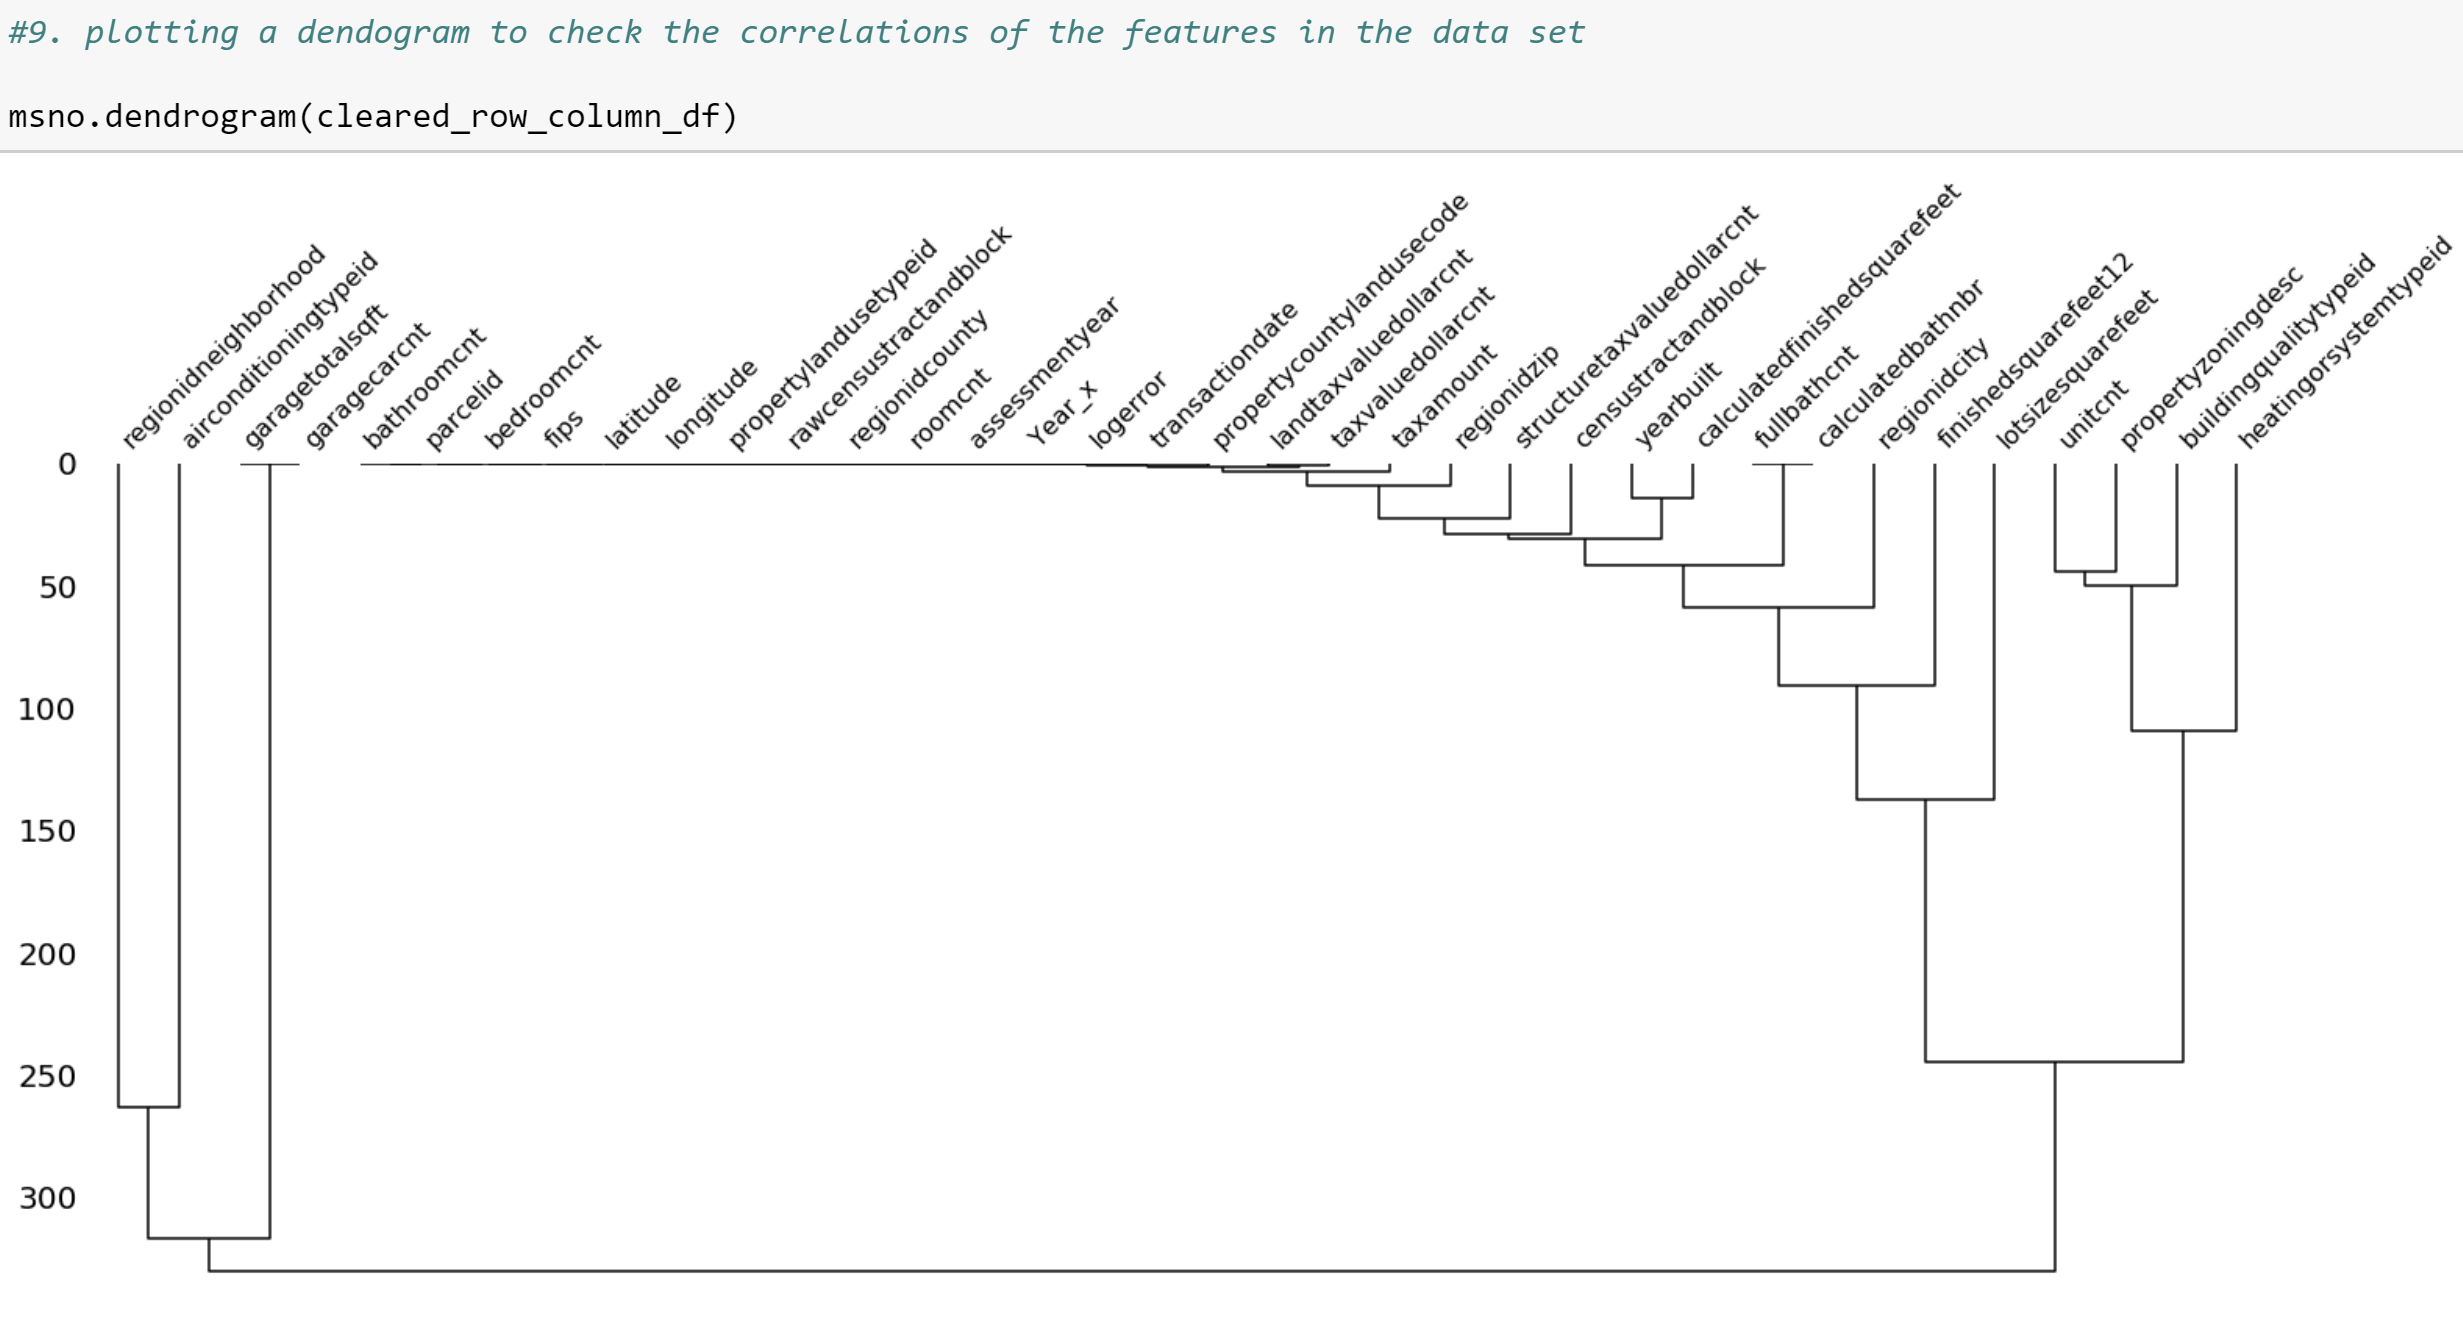 #9. plotting a dendogram to check the correlations of the features in the data set
msno.dendrogram(cleared_row_column_df)
regionidneighborhood
airconditioningtypeid
garagetotalsqft
garagecarcnt
bathroomcnt
parcelid
bedroomcnt
fips
latitude
longitude
propertylandusetypeid
rawcensustractandblock
regionidcounty
roomcnt
assessmentyear
Year_x
logerror
transactiondate
propertycountylandusecode
landtaxvaluedollarcnt
taxvaluedollarcnt
taxamount
regionidzip
structuretaxvaluedollarcnt
censustractandblock
yearbuilt
calculatedfinishedsquarefeet
fullbathcnt
calculatedbathnbr
regionidcity
finishedsquarefeet12
lotsizesquarefeet
unitcnt
propertyzoningdesc
buildingqualitytypeid
heatingorsystemtypeid
0
50
100
150
200
250
300